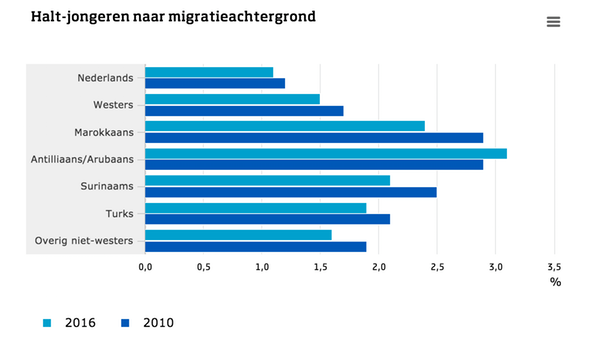 Halt-jongeren naar migratieachtergrond
Nederlands
Westers
Marokkaans
Antilliaans/Arubaans
Surinaams
Turks
Overig niet-westers
0,0 0,5 1,0 1,5 2,0 2,5 3,0 3,5
%
2016 2010